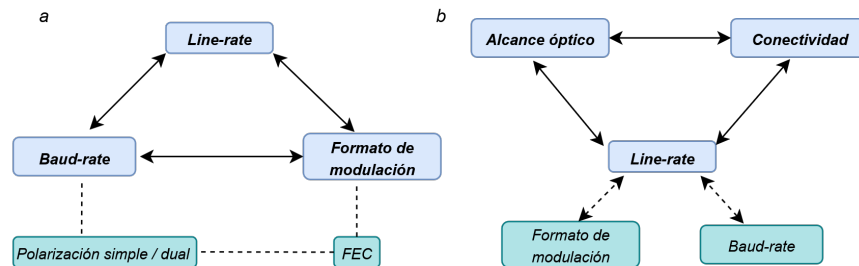 a
Line-rate
Baud-rate
Formato de
modulación
Polarización simple / dual
FEC
b
Alcance óptico
Conectividad
Line-rate
Formato de
modulación
Baud-rate